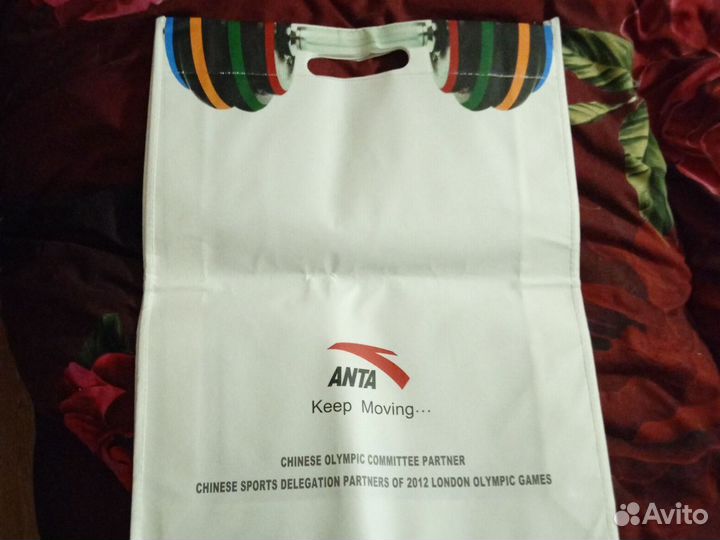 ANTA
Keep Moving...
CHINESE OLYMPIC COMMITTEE PARTNER
CHINESE SPORTS DELEGATION PARTNERS OF 2012 LONDON OLYMPIC GAMES
Avito